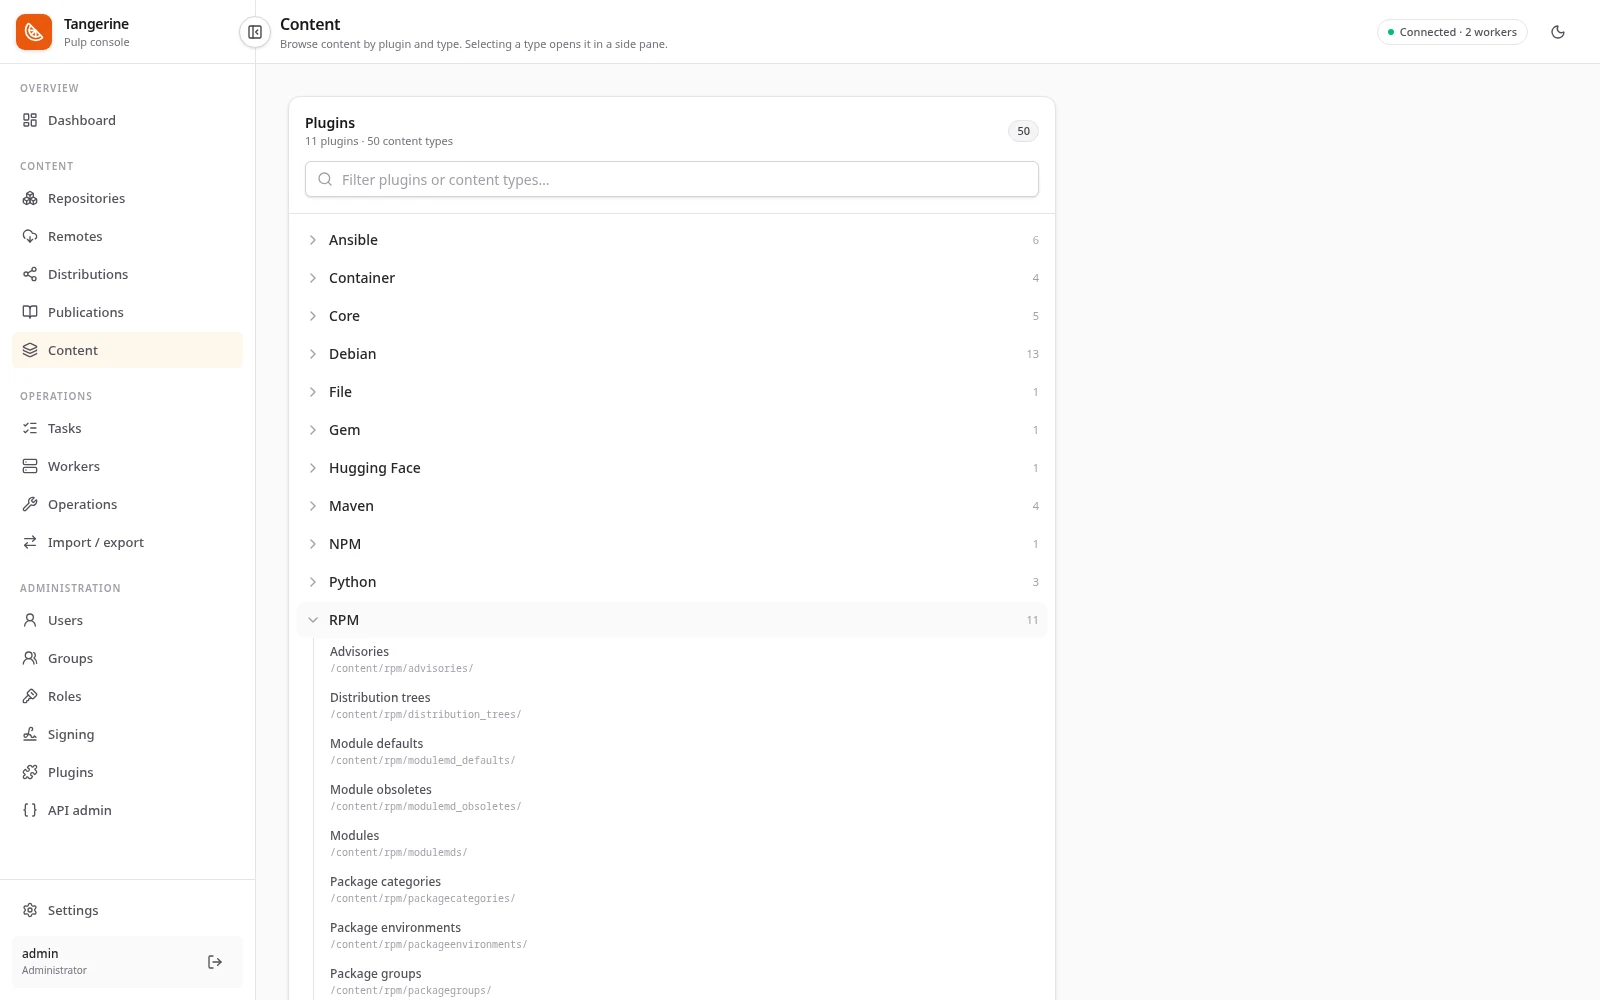 Tangerine
Pulp console
OVERVIEW
Dashboard
CONTENT
Repositories
Remotes
Distributions
Publications
Content
OPERATIONS
Tasks
Workers
Operations
Import / export
ADMINISTRATION
Users
Groups
Roles
Signing
Plugins
API admin
Settings
admin
Administrator
Content
Browse content by plugin and type. Selecting a type opens it in a side pane.
Connected · 2 workers
Plugins
11 plugins · 50 content types
50
Filter plugins or content types...
Ansible 6
Container 4
Core 5
Debian 13
File 1
Gem 1
Hugging Face 1
Maven 4
NPM 1
Python 3
RPM 11
Advisories
/content/rpm/advisories/
Distribution trees
/content/rpm/distribution_trees/
Module defaults
/content/rpm/modulemd_defaults/
Module obsoletes
/content/rpm/modulemd_obsoletes/
Modules
/content/rpm/modulemds/
Package categories
/content/rpm/packagecategories/
Package environments
/content/rpm/packageenvironments/
Package groups
/content/rpm/packagegroups/